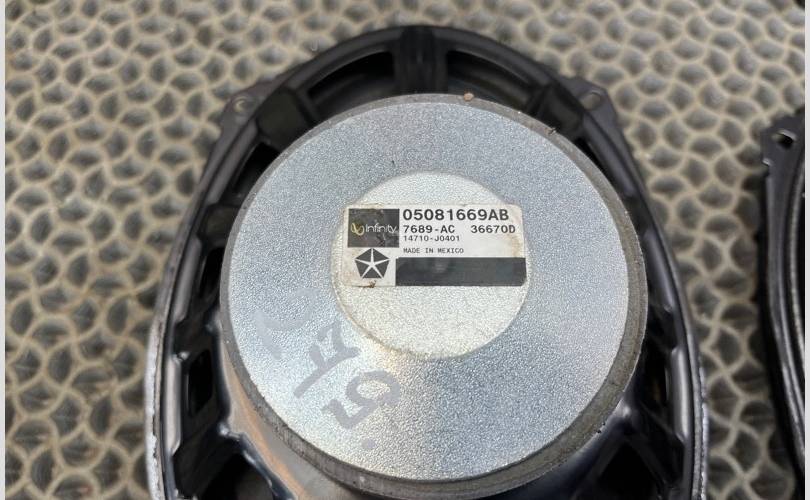 Infinity
05081669AB
7689-AC 36670D
14710-J0401
MADE IN MEXICO